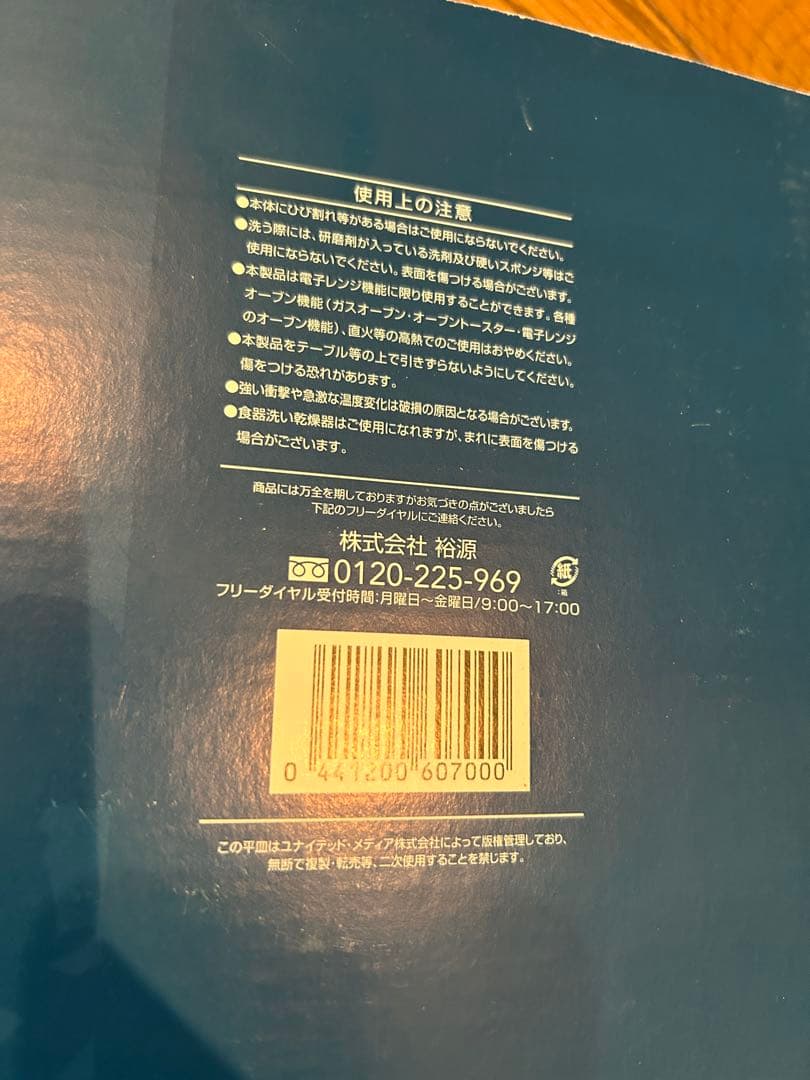 使用上の注意
●本体にひび割れ等がある場合はご使用にならないでください。
●洗う際には、研磨剤が入っている洗剤及び硬いスポンジ等はご
使用にならないでください。表面を傷つける場合がございます。
●本製品は電子レンジ機能に限り使用することができます。各種
オーブン機能(ガスオーブン・オーブントースター・電子レンジ
のオーブン機能)、直火等の高熱でのご使用はおやめください。
●本製品をテーブル等の上で引きずらないようにしてください。
傷をつける恐れがあります。
●強い衝撃や急激な温度変化は破損の原因となる場合がございます。
●食器洗い乾燥器はご使用になれますが、まれに表面を傷つける
場合がございます。
商品には万全を期しておりますがお気づきの点がございましたら
下記のフリーダイヤルにご連絡ください。
株式会社 裕源
0120-225-969
紙
:箱
フリーダイヤル受付時間:月曜日〜金曜日/9:00〜17:00
0 441200 607000
この平皿はユナイテッド・メディア株式会社によって版権管理しており、
無断で複製・転売等、二次使用することを禁じます。